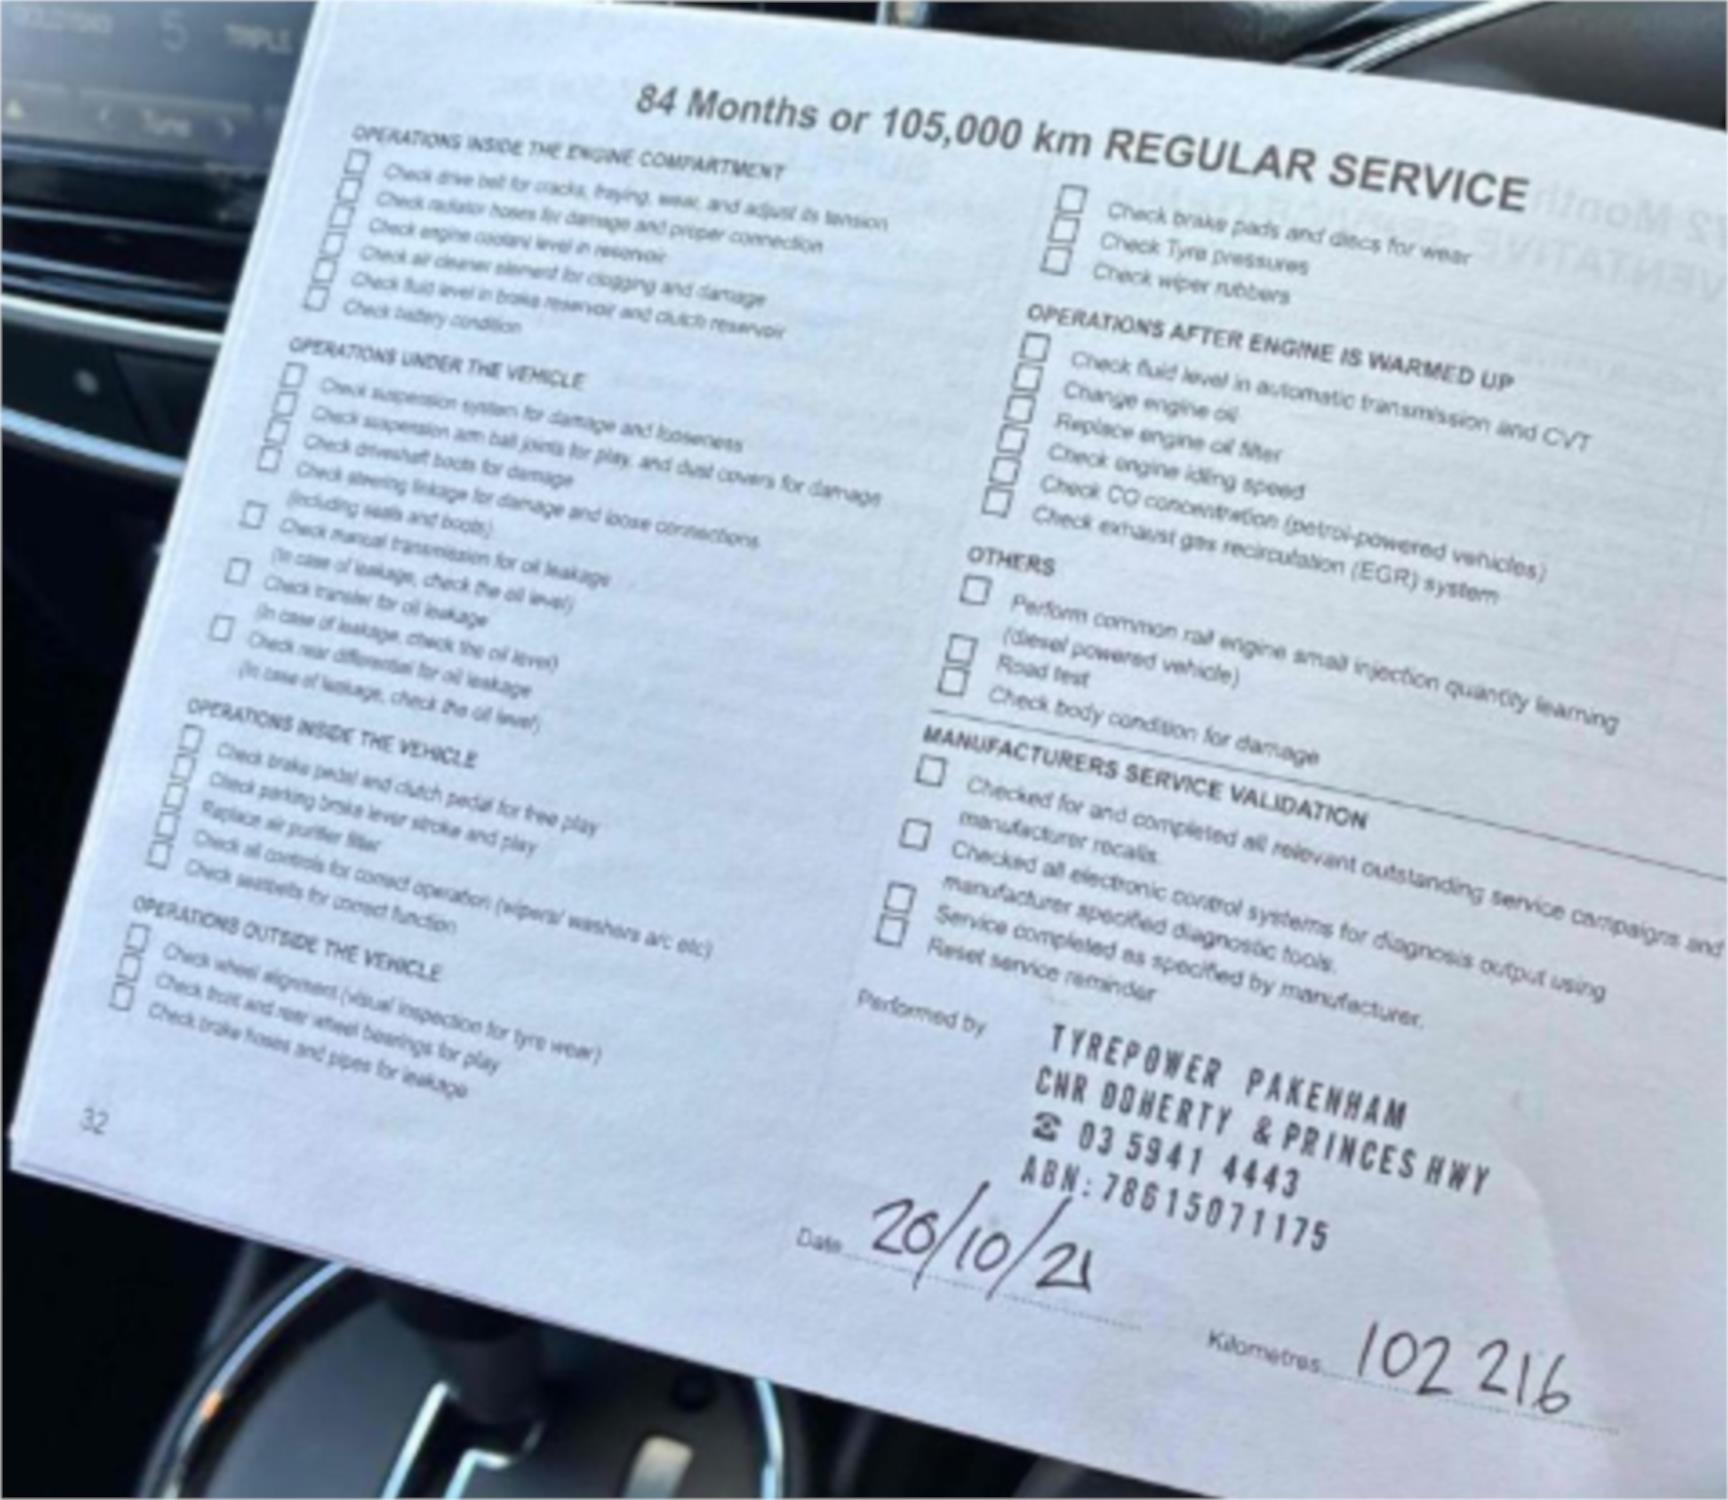 5 TRIPLE
Tune
84 Months or 105,000 km REGULAR SERVICE
OPERATIONS INSIDE THE ENGINE COMPARTMENT
Check drive belt for cracks, fraying, wear, and adjust its tension
Check radiator hoses for damage and proper connection
Check engine coolant level in reservoir
Check air cleaner element for clogging and damage
Check fluid level in brake reservoir and clutch reservoir
Check battery condition
OPERATIONS UNDER THE VEHICLE
Check suspension system for damage and looseness
Check suspension arm ball joints for play, and dust covers for damage
Check driveshaft boots for damage
Check steering linkage for damage and loose connections
(including seals and boots)
Check manual transmission for oil leakage
(In case of leakage, check the oil level)
Check transfer for oil leakage
(In case of leakage, check the oil level)
Check rear differential for oil leakage
(In case of leakage, check the oil level)
OPERATIONS INSIDE THE VEHICLE
Check brake pedal and clutch pedal for free play
Check parking brake lever stroke and play
Replace air purifier filter
Check all controls for correct operation (wipers/ washers a/c etc)
Check seatbelts for correct function
OPERATIONS OUTSIDE THE VEHICLE
Check wheel alignment (visual inspection for tyre wear)
Check front and rear wheel bearings for play
Check brake hoses and pipes for leakage
32
Check brake pads and discs for wear
Check Tyre pressures
Check wiper rubbers
OPERATIONS AFTER ENGINE IS WARMED UP
Check fluid level in automatic transmission and CVT
Change engine oil
Replace engine oil filter
Check engine idling speed
Check CO concentration (petrol-powered vehicles)
Check exhaust gas recirculation (EGR) system
OTHERS
Perform common rail engine small injection quantity learning
(diesel powered vehicle)
Road test
Check body condition for damage
MANUFACTURERS SERVICE VALIDATION
Checked for and completed all relevant outstanding service campaigns and
manufacturer recalls.
Checked all electronic control systems for diagnosis output using
manufacturer specified diagnostic tools.
Service completed as specified by manufacturer.
Reset service reminder
Performed by
TYREPOWER PAKENHAM
CNR DOHERTY & PRINCES HWY
☎ 03 5941 4443
ABN: 78615071175
Date 20/10/21
Kilometres 102 216